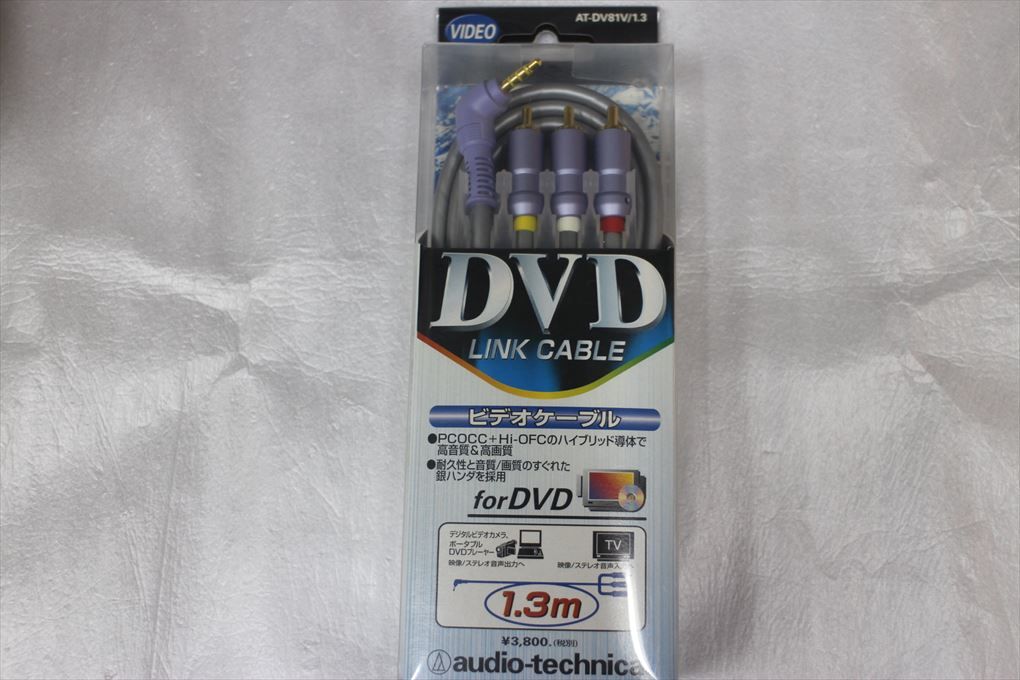 VIDEO
AT-DV81V/1.3
DVD
LINK CABLE
ビデオケーブル
●PCOCC+Hi-OFCのハイブリッド導体で
高音質&高画質
●耐久性と音質/画質のすぐれた
銀ハンダを採用
for DVD
デジタルビデオカメラ、
ポータブル
DVDプレーヤー
映像/ステレオ音声出力へ
TV
映像/ステレオ音声入力へ
1.3m
¥3,800.(税別)
audio-technica